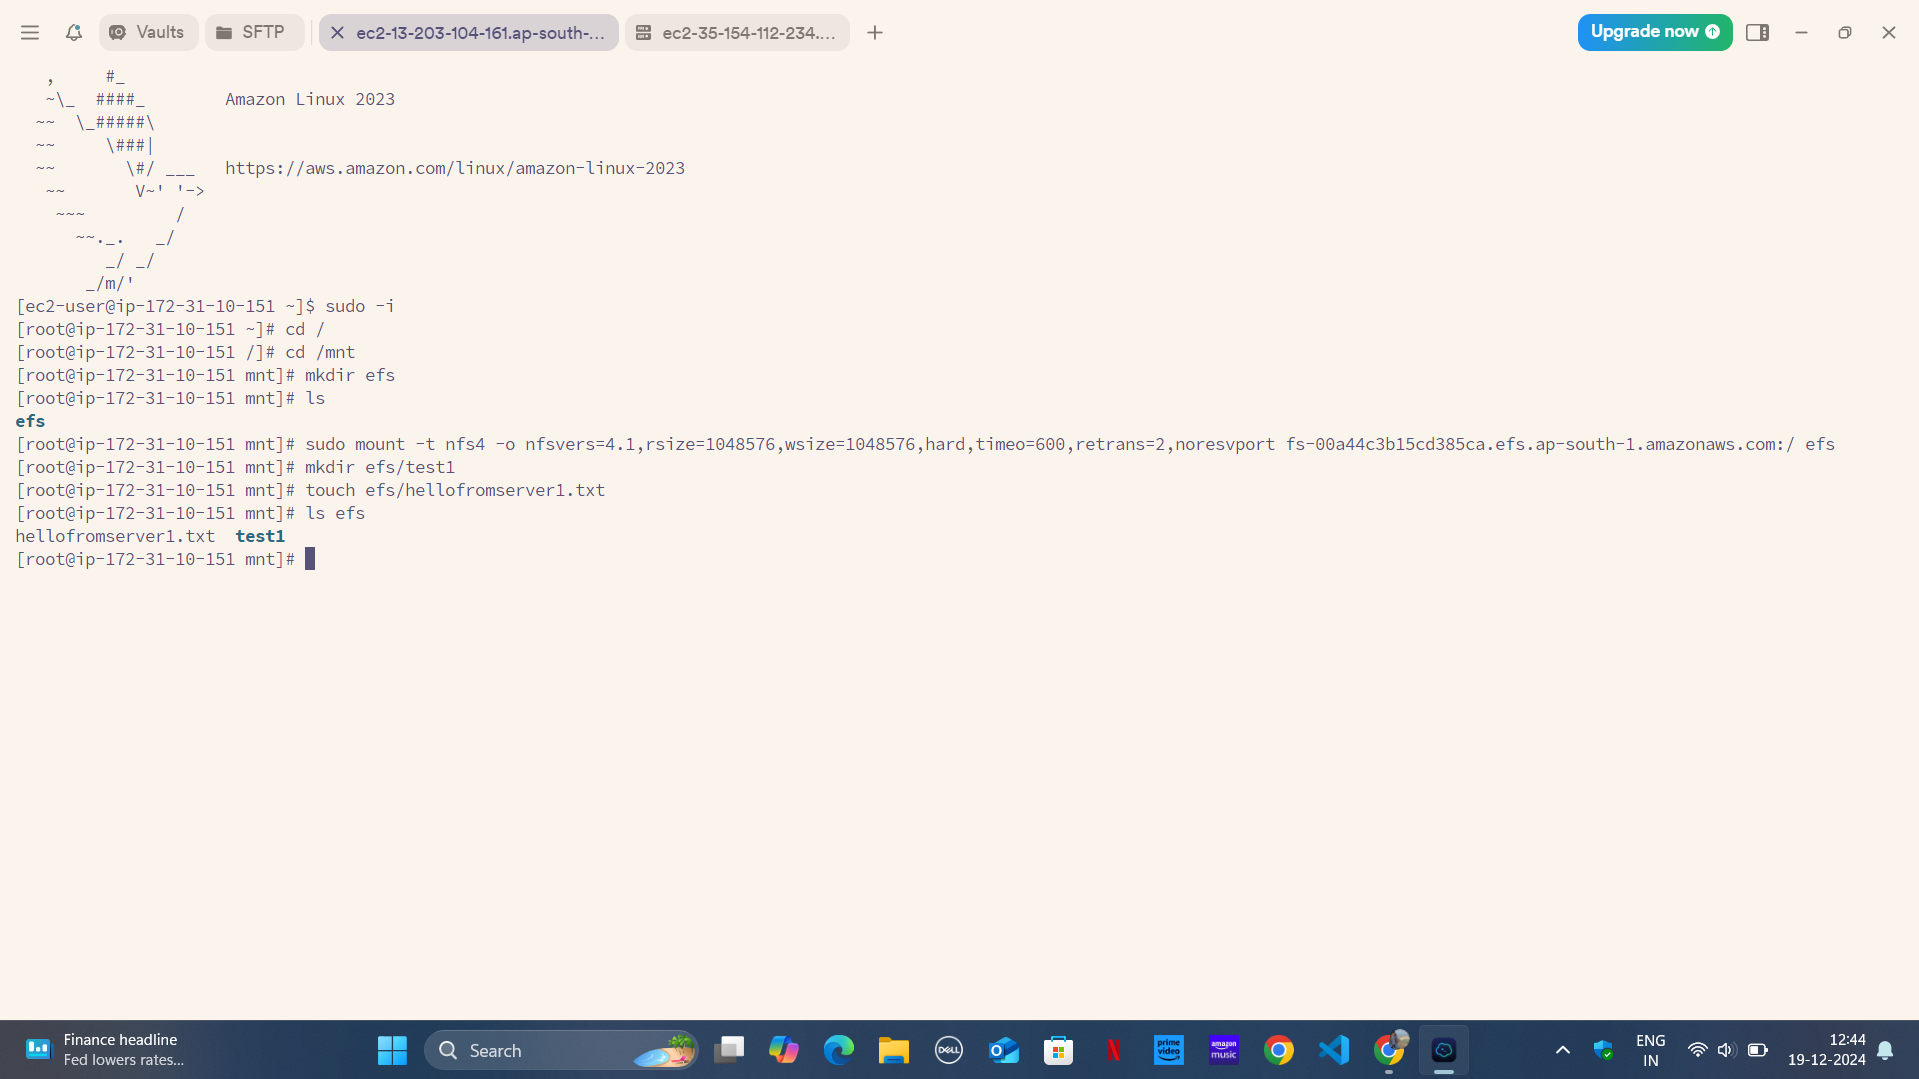 Vaults SFTP ec2-13-203-104-161.ap-south-... ec2-35-154-112-234.... Upgrade now
,     #_
~\_  ####_        Amazon Linux 2023
~~  \_#####\
~~     \###|
~~       \#/ ___   https://aws.amazon.com/linux/amazon-linux-2023
~~       V~' '->
~~~         /
~~._.   _/
_/ _/
_/m/'
[ec2-user@ip-172-31-10-151 ~]$ sudo -i
[root@ip-172-31-10-151 ~]# cd /
[root@ip-172-31-10-151 /]# cd /mnt
[root@ip-172-31-10-151 mnt]# mkdir efs
[root@ip-172-31-10-151 mnt]# ls
efs
[root@ip-172-31-10-151 mnt]# sudo mount -t nfs4 -o nfsvers=4.1,rsize=1048576,wsize=1048576,hard,timeo=600,retrans=2,noresvport fs-00a44c3b15cd385ca.efs.ap-south-1.amazonaws.com:/ efs
[root@ip-172-31-10-151 mnt]# mkdir efs/test1
[root@ip-172-31-10-151 mnt]# touch efs/hellofromserver1.txt
[root@ip-172-31-10-151 mnt]# ls efs
hellofromserver1.txt  test1
[root@ip-172-31-10-151 mnt]#
Finance headline
Fed lowers rates...
Search
DELL
prime video
amazon music
ENG
IN
12:44
19-12-2024